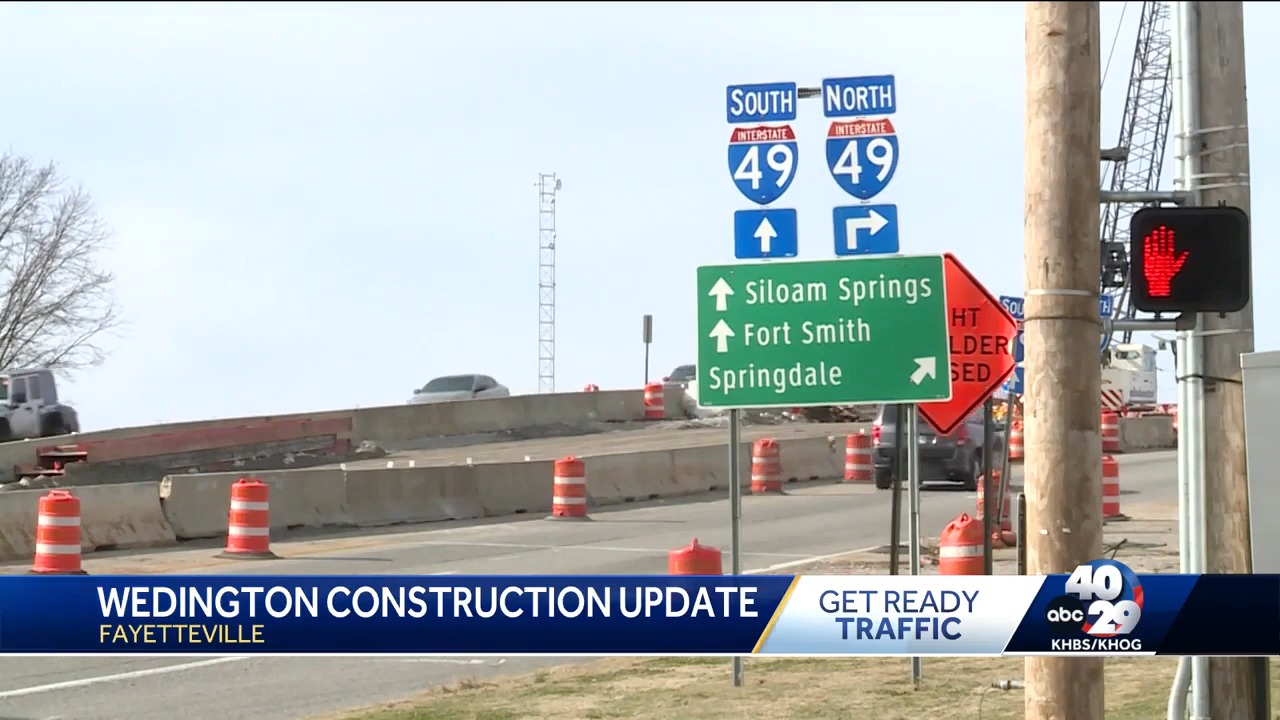 SOUTH
NORTH
INTERSTATE
49
INTERSTATE
49
Siloam Springs
Fort Smith
Springdale
WEDINGTON CONSTRUCTION UPDATE
FAYETTEVILLE
GET READY
TRAFFIC
40
29
abc
KHBS/KHOG